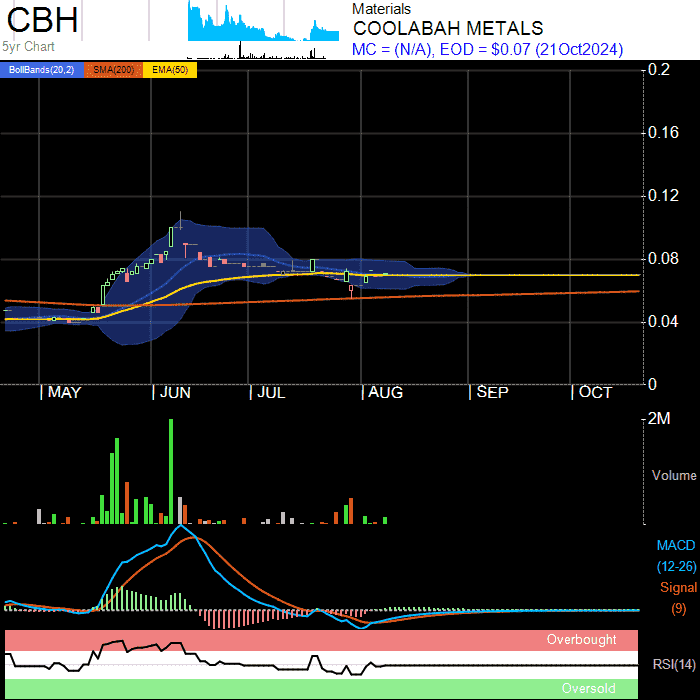 CBH
5yr Chart
Materials
COOLABAH METALS
MC = (N/A), EOD = $0.07 (21Oct2024)
BollBands(20,2) SMA(200) EMA(50)
0.2
0.16
0.12
0.08
0.04
0
MAY JUN JUL AUG SEP OCT
2M
Volume
MACD
(12-26)
Signal
(9)
Overbought
RSI(14)
Oversold